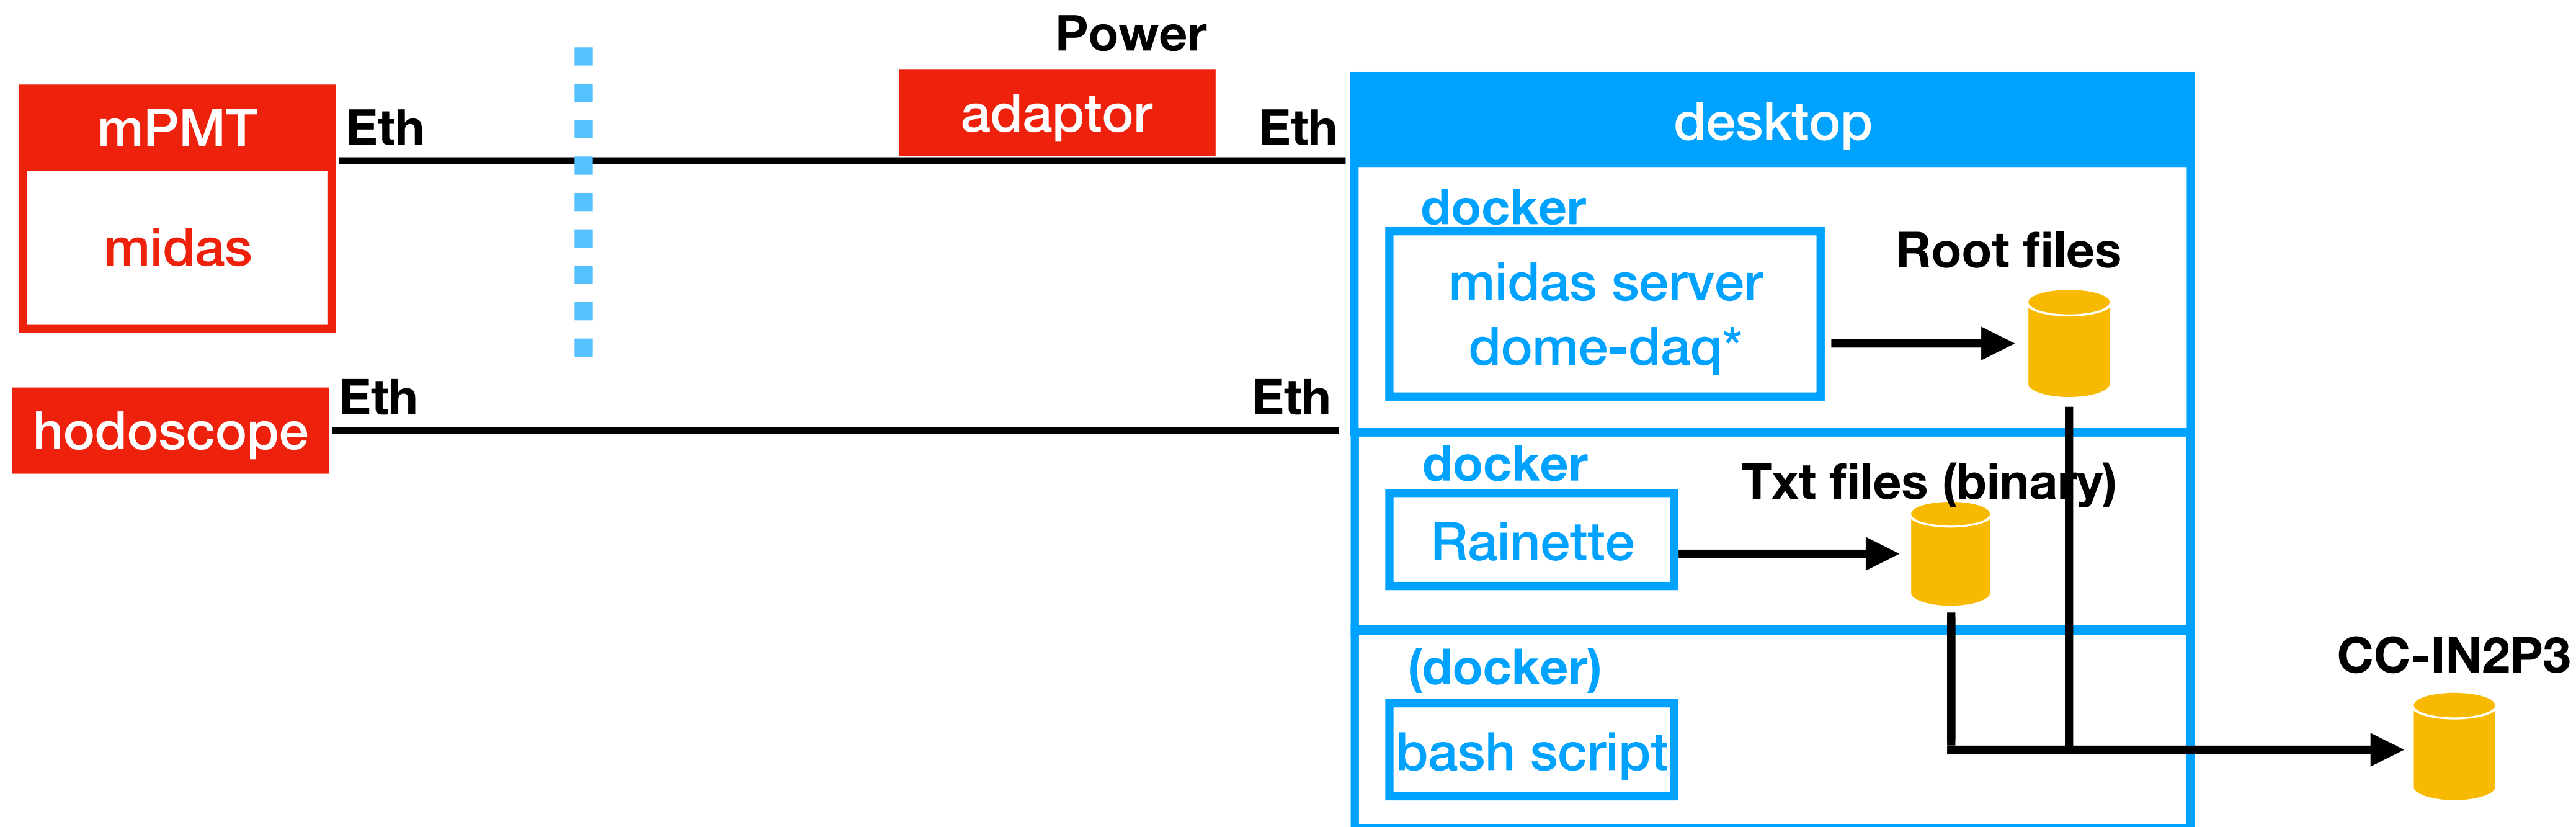 Power
mPMT
Eth
adaptor
Eth
desktop
midas
docker
midas server
dome-daq*
Root files
hodoscope
Eth
Eth
docker
Rainette
Txt files (binary)
(docker)
bash script
CC-IN2P3